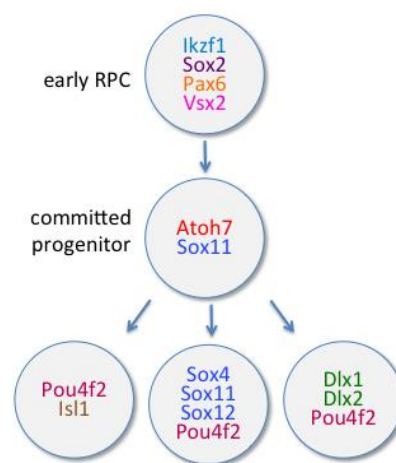 early RPC
Ikzf1
Sox2
Pax6
Vsx2
committed
progenitor
Atoh7
Sox11
Pou4f2
Isl1
Sox4
Sox11
Sox12
Pou4f2
Dlx1
Dlx2
Pou4f2